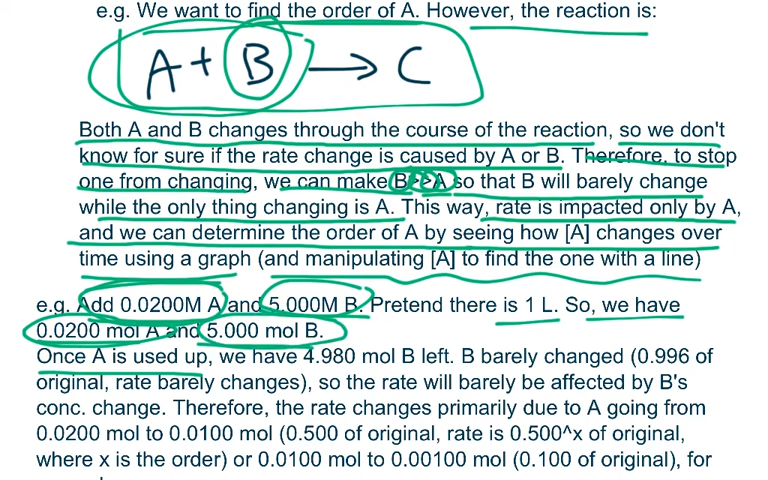 e.g. We want to find the order of A. However, the reaction is:
A + B → C
Both A and B changes through the course of the reaction, so we don't
know for sure if the rate change is caused by A or B. Therefore, to stop
one from changing, we can make B>>A so that B will barely change
while the only thing changing is A. This way, rate is impacted only by A,
and we can determine the order of A by seeing how [A] changes over
time using a graph (and manipulating [A] to find the one with a line)
e.g. Add 0.0200M A and 5.000M B. Pretend there is 1 L. So, we have
0.0200 mol A and 5.000 mol B.
Once A is used up, we have 4.980 mol B left. B barely changed (0.996 of
original, rate barely changes), so the rate will barely be affected by B's
conc. change. Therefore, the rate changes primarily due to A going from
0.0200 mol to 0.0100 mol (0.500 of original, rate is 0.500^x of original,
where x is the order) or 0.0100 mol to 0.00100 mol (0.100 of original), for